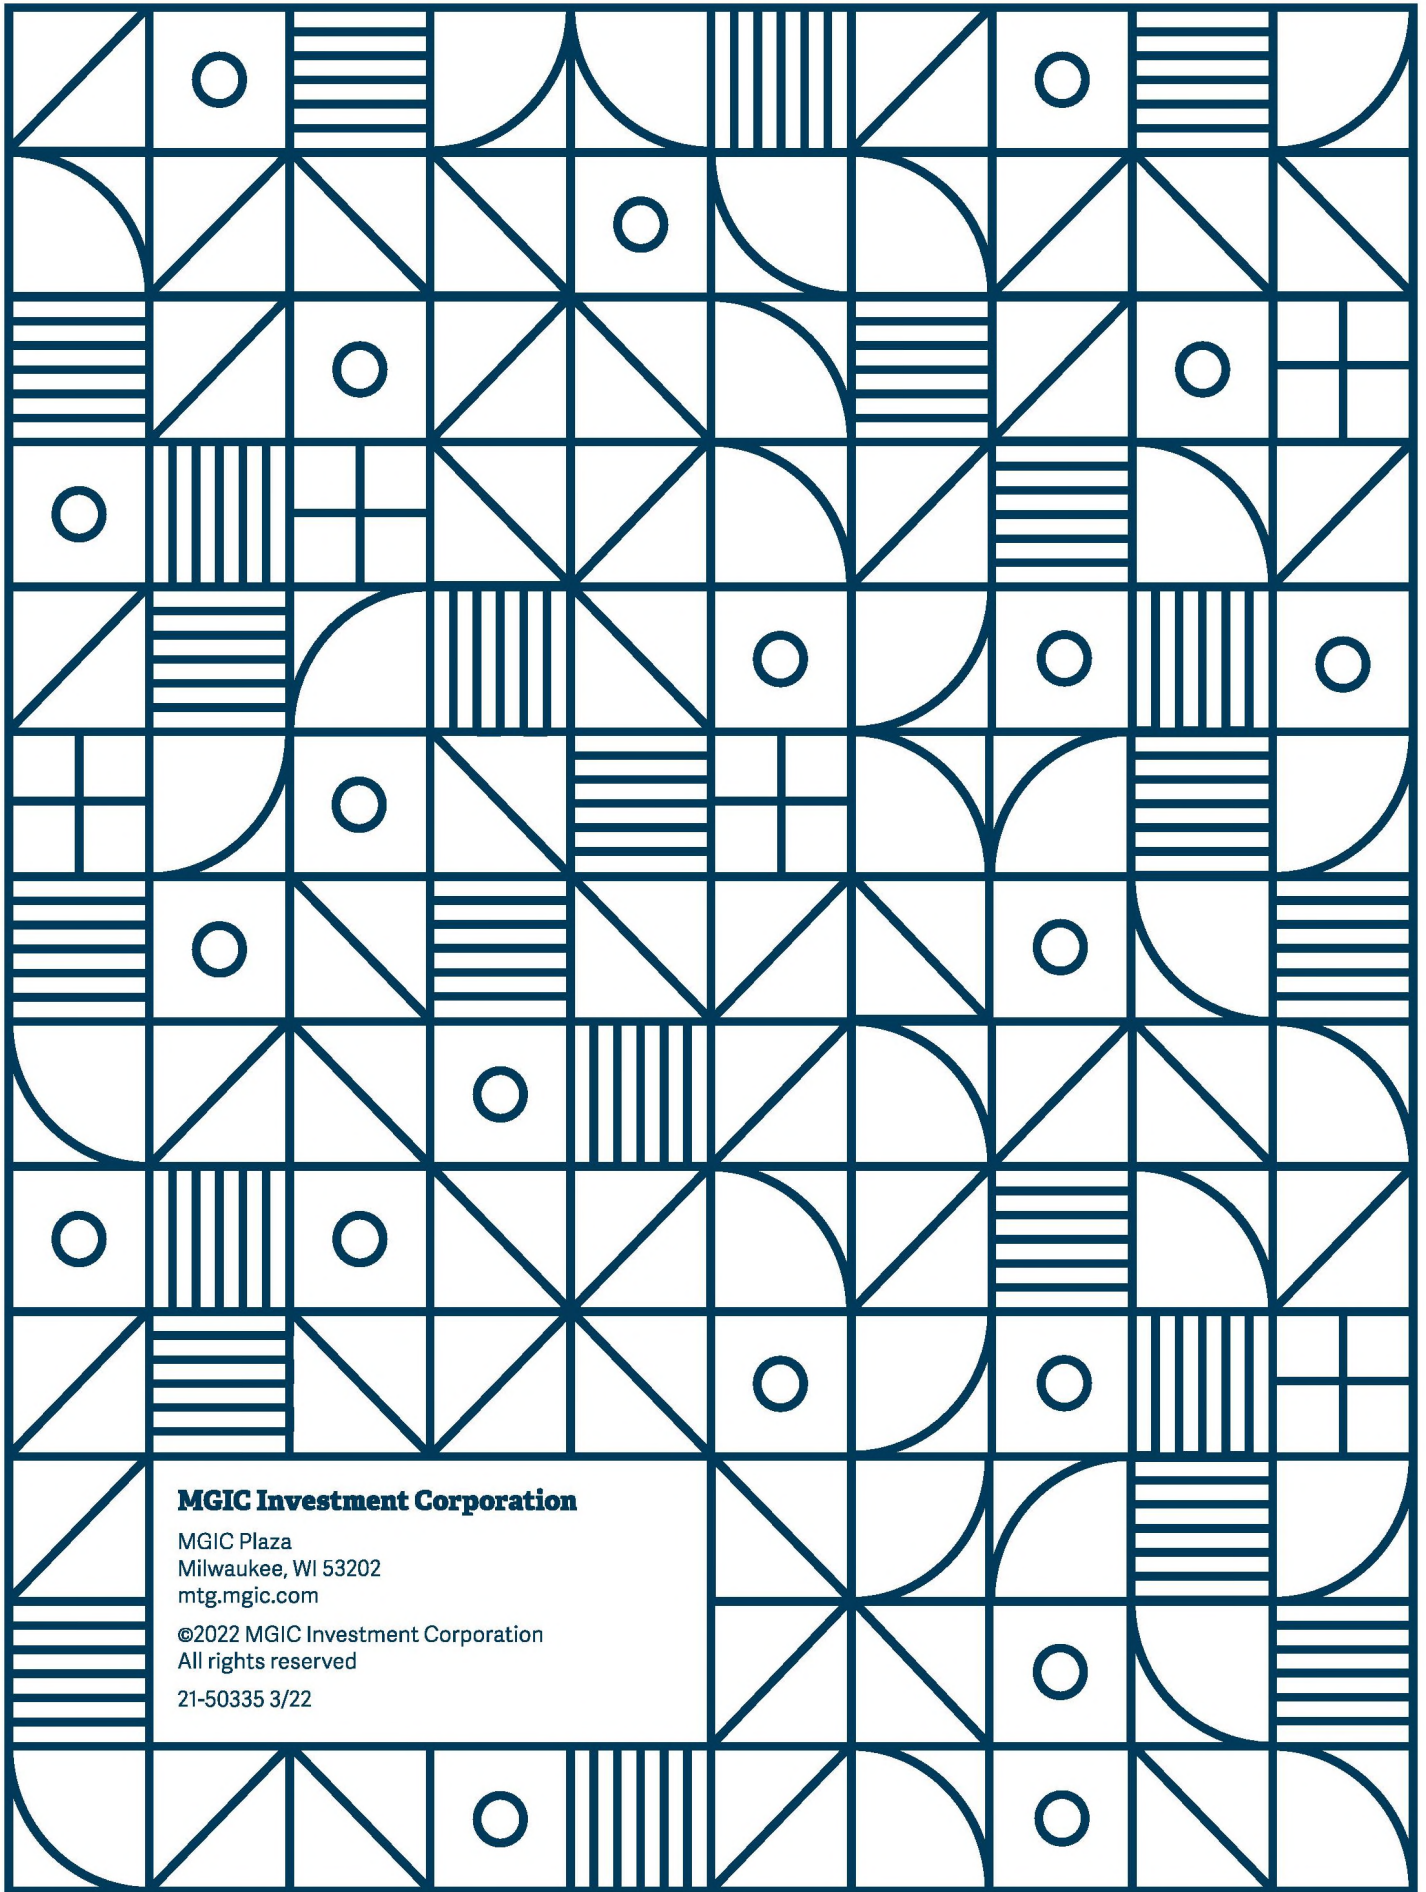 MGIC Investment Corporation
MGIC Plaza
Milwaukee, WI 53202
mtg.mgic.com
©2022 MGIC Investment Corporation
All rights reserved
21-50335 3/22